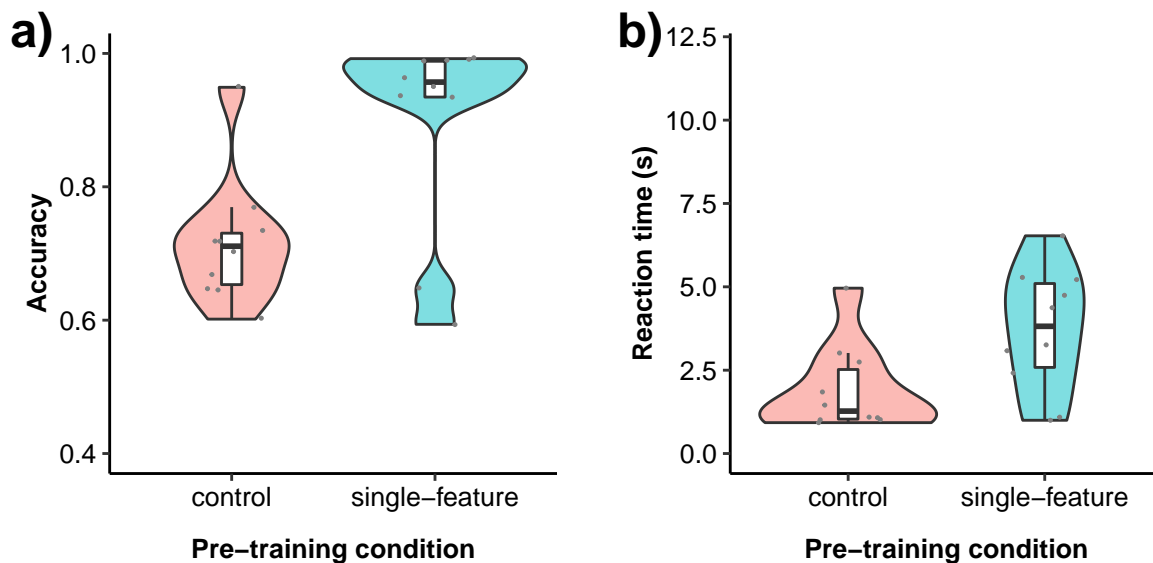 a)
Accuracy
1.0
0.8
0.6
0.4
control single−feature
Pre−training condition
b)
Reaction time (s)
12.5
10.0
7.5
5.0
2.5
0.0
control single−feature
Pre−training condition